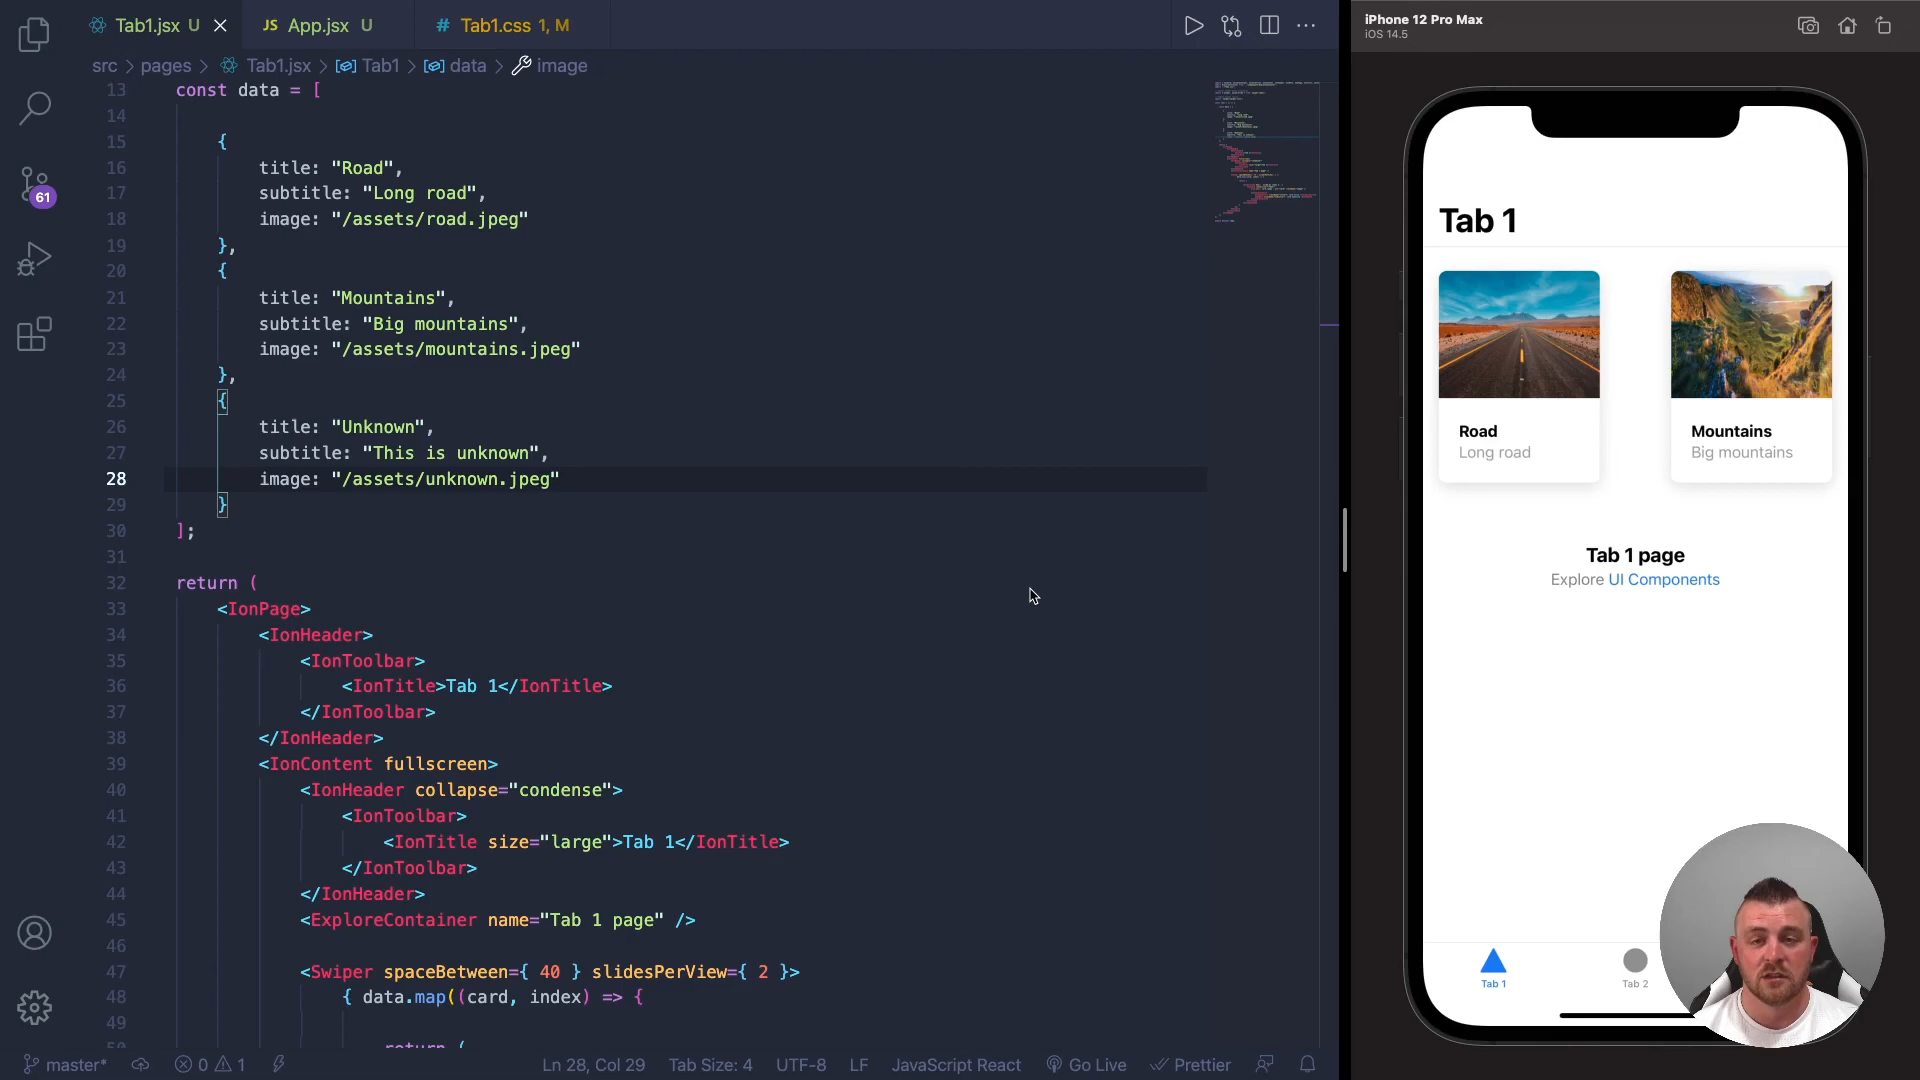 Tab1.jsx U
JS App.jsx U
# Tab1.css 1, M
src > pages > Tab1.jsx > Tab1 > data > image
61
13 const data = [
14
15 {
16 title: "Road",
17 subtitle: "Long road",
18 image: "/assets/road.jpeg"
19 },
20 {
21 title: "Mountains",
22 subtitle: "Big mountains",
23 image: "/assets/mountains.jpeg"
24 },
25 {
26 title: "Unknown",
27 subtitle: "This is unknown",
28 image: "/assets/unknown.jpeg"
29 }
30 ];
31
32 return (
33 <IonPage>
34 <IonHeader>
35 <IonToolbar>
36 <IonTitle>Tab 1</IonTitle>
37 </IonToolbar>
38 </IonHeader>
39 <IonContent fullscreen>
40 <IonHeader collapse="condense">
41 <IonToolbar>
42 <IonTitle size="large">Tab 1</IonTitle>
43 </IonToolbar>
44 </IonHeader>
45 <ExploreContainer name="Tab 1 page" />
46
47 <Swiper spaceBetween={ 40 } slidesPerView={ 2 }>
48 { data.map((card, index) => {
49
50 return (
master* 0 1 Ln 28, Col 29 Tab Size: 4 UTF-8 LF JavaScript React Go Live Prettier
iPhone 12 Pro Max
iOS 14.5
Tab 1
Road
Long road
Mountains
Big mountains
Tab 1 page
Explore UI Components
Tab 1
Tab 2